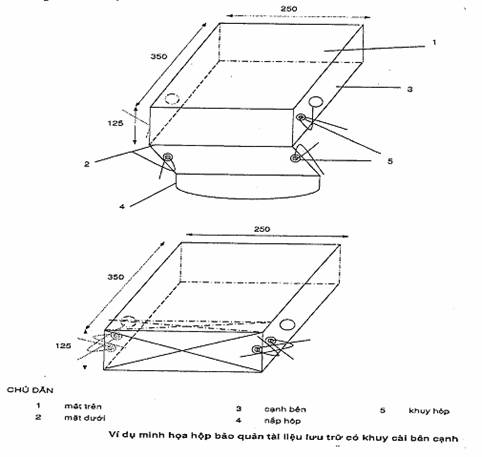 250
350
1
3
125
2
5
4
250
350
125
CHÚ DẪN
1 mặt trên 3 cạnh bên 5 khuy hộp
2 mặt dưới 4 nắp hộp
Ví dụ minh họa hộp bảo quản tài liệu lưu trữ có khuy cài bên cạnh